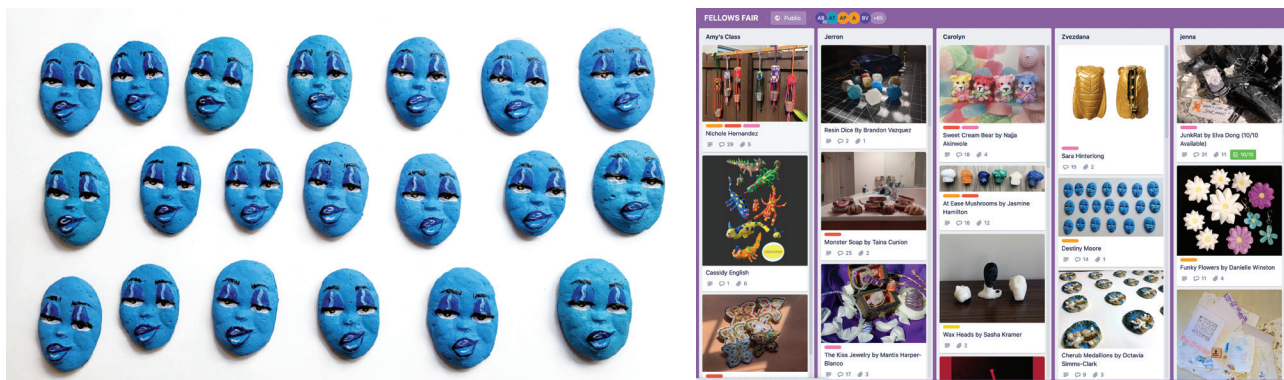 FELLOWS FAIR
Public
AB
AT
AP
A
BV
+65
Amy's Class
Nichole Hernandez
29
5
Cassidy English
1
6
Jerron
Resin Dice By Brandon Vazquez
2
1
Monster Soap by Taina Cunion
25
2
The Kiss Jewelry by Mantis Harper-
Blanco
17
3
Carolyn
Sweet Cream Bear by Najja
Akinwole
18
4
At Ease Mushrooms by Jasmine
Hamilton
16
12
Wax Heads by Sasha Kramer
2
Zvezdana
Sara Hinterlong
15
2
Destiny Moore
14
1
Cherub Medallions by Octavia
Simms-Clark
9
3
jenna
JunkRat by Elva Dong (10/10
Available)
31
11
10/10
Funky Flowers by Danielle Winston
11
4